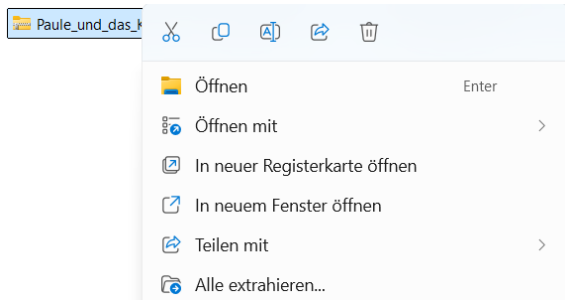 Paule_und_das_K
Öffnen Enter
Öffnen mit
In neuer Registerkarte öffnen
In neuem Fenster öffnen
Teilen mit
Alle extrahieren...